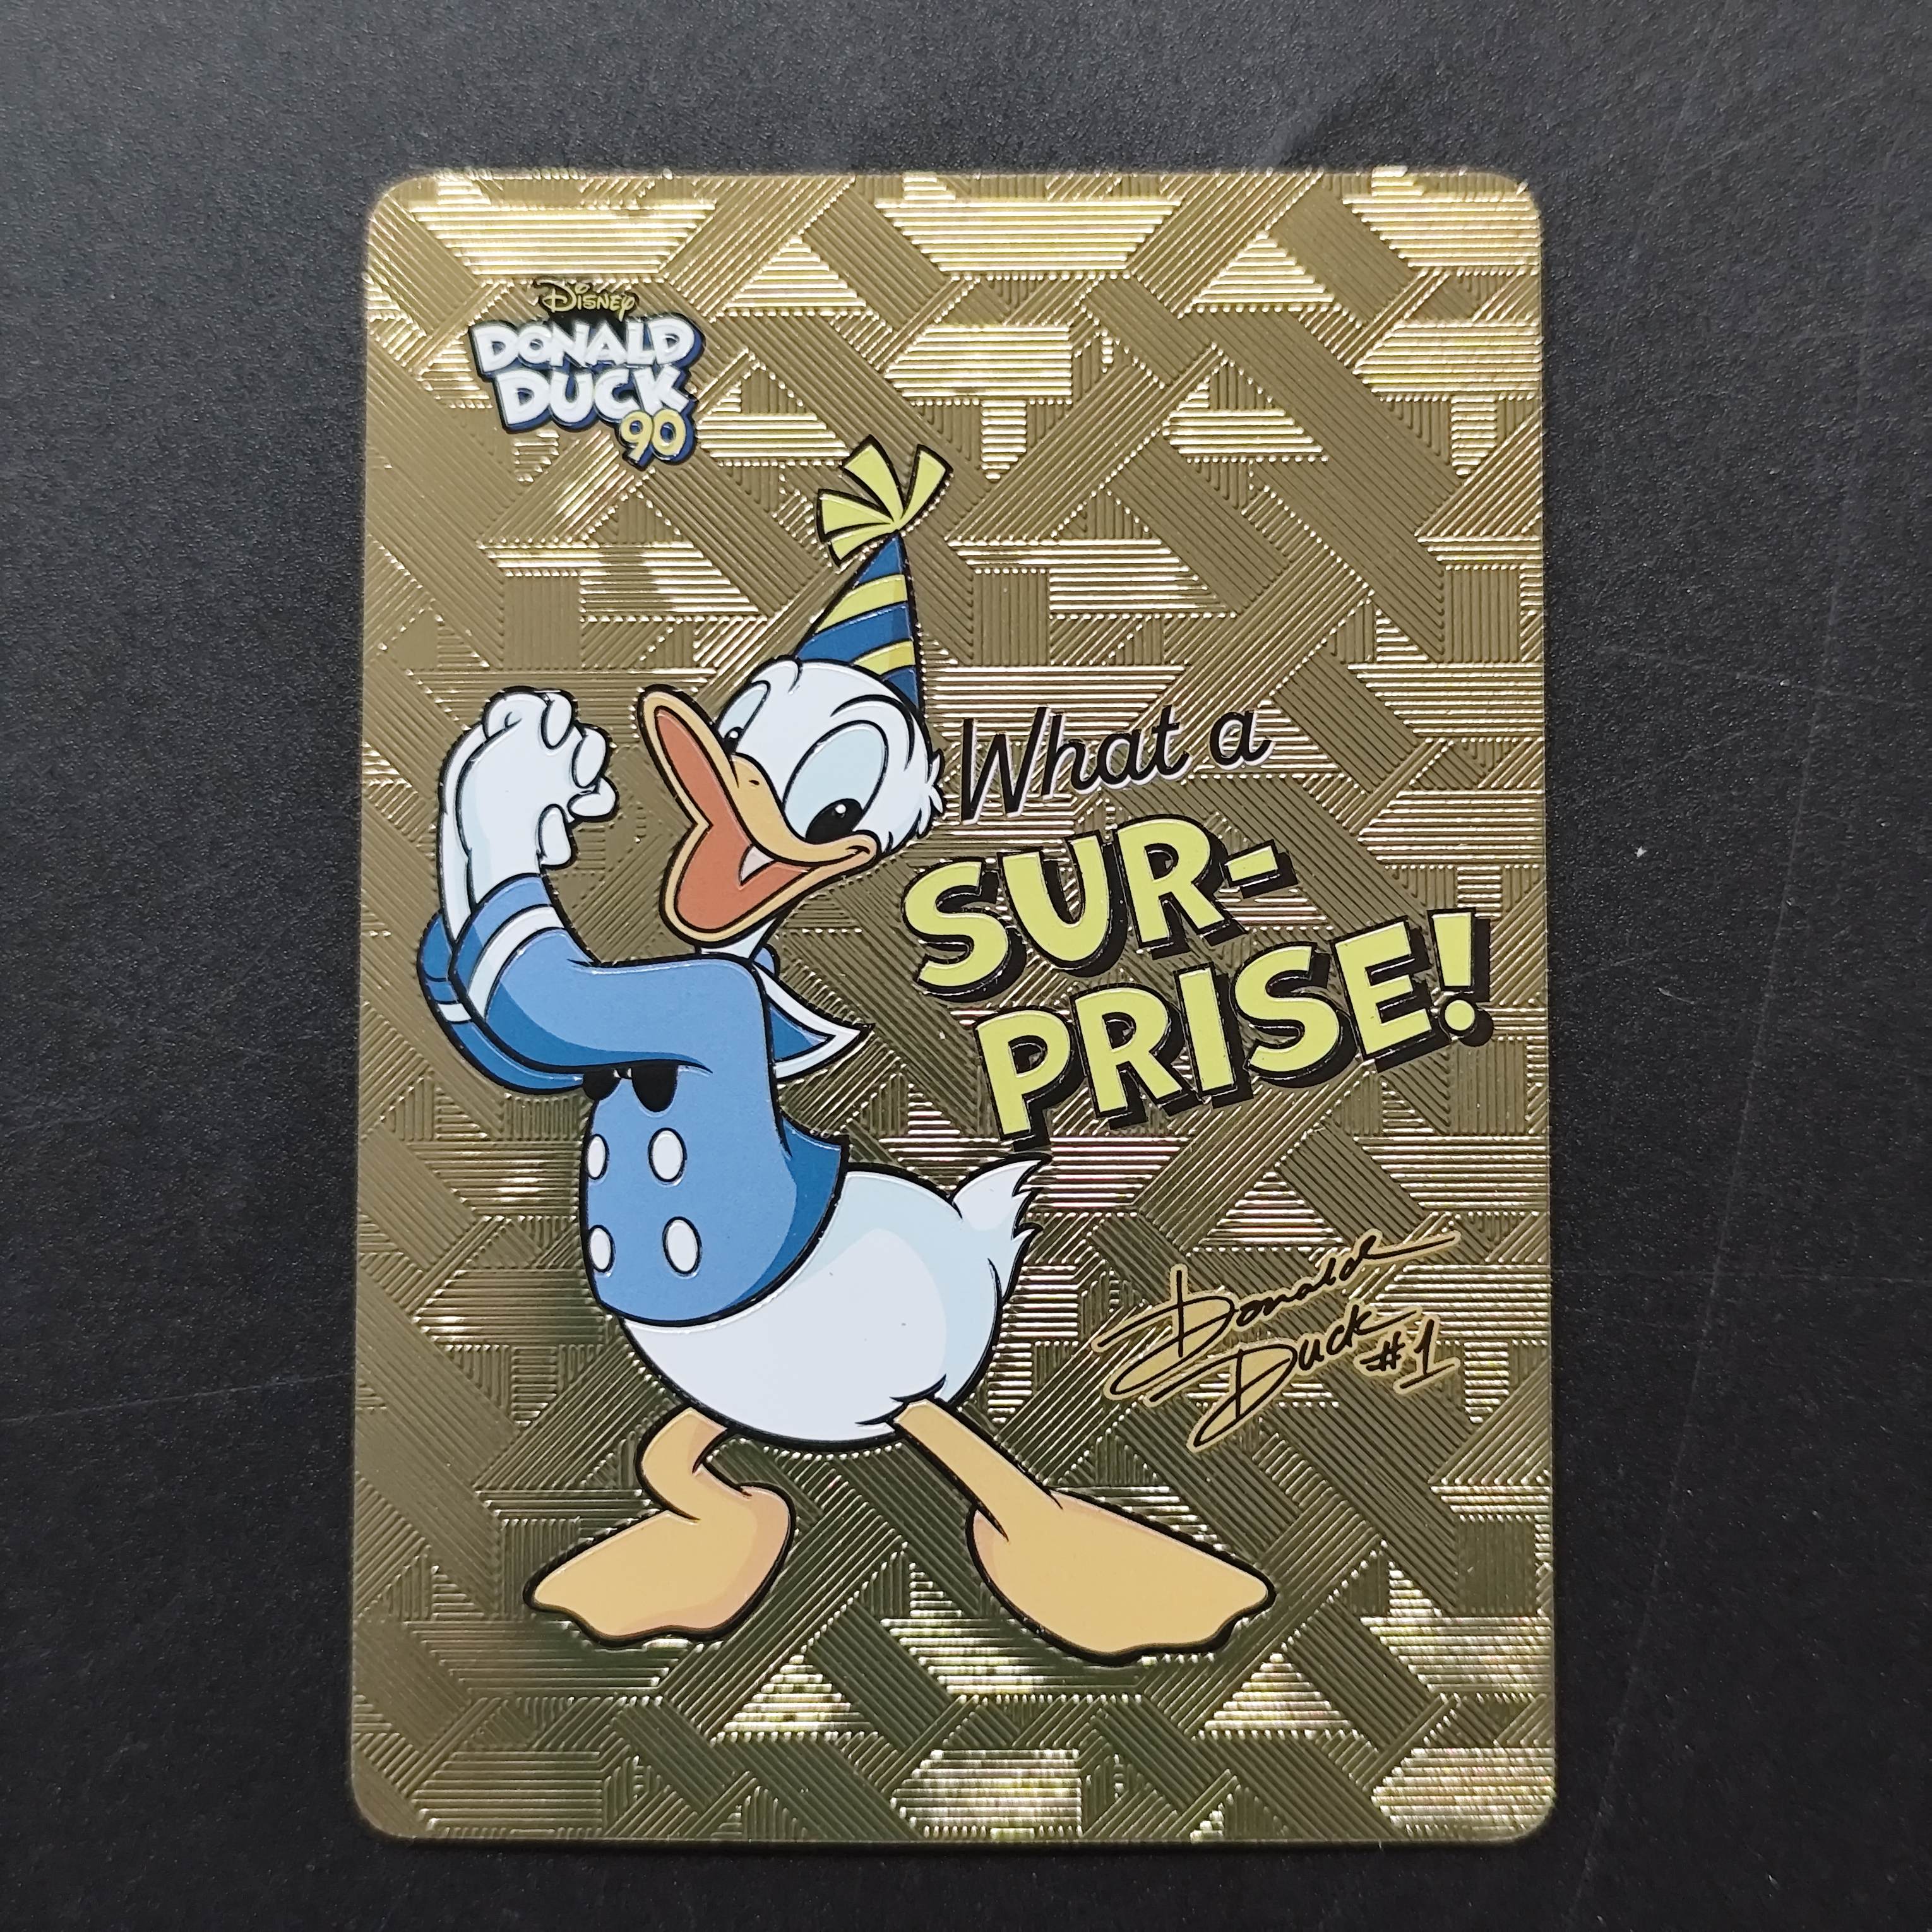 Disney
DONALD
DUCK
90
What a
SUR-
PRISE!
Donald
Duck #1